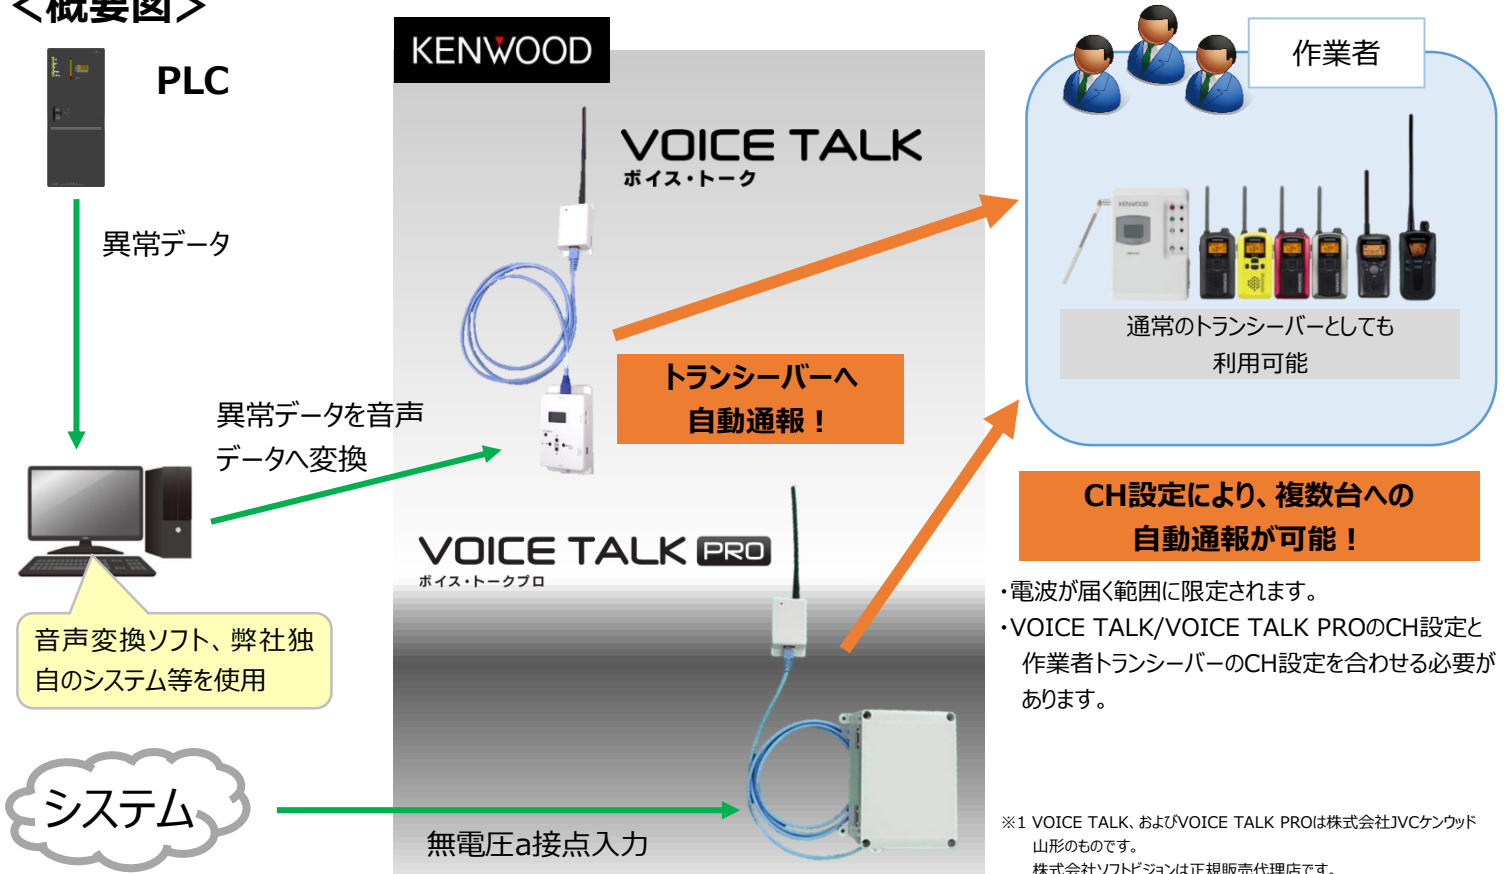 ＜概要図＞
PLC
異常データ
異常データを音声
データへ変換
音声変換ソフト、弊社独
自のシステム等を使用
システム
KENWOOD
VOICE TALK
ボイス・トーク
トランシーバーへ
自動通報！
VOICE TALK PRO
ボイス・トークプロ
無電圧a接点入力
作業者
KENWOOD
通常のトランシーバーとしても
利用可能
CH設定により、複数台への
自動通報が可能！
・電波が届く範囲に限定されます。
・VOICE TALK/VOICE TALK PROのCH設定と
作業者トランシーバーのCH設定を合わせる必要が
あります。
※1 VOICE TALK、およびVOICE TALK PROは株式会社JVCケンウッド
山形のものです。
株式会社ソフトビジョンは正規販売代理店です。